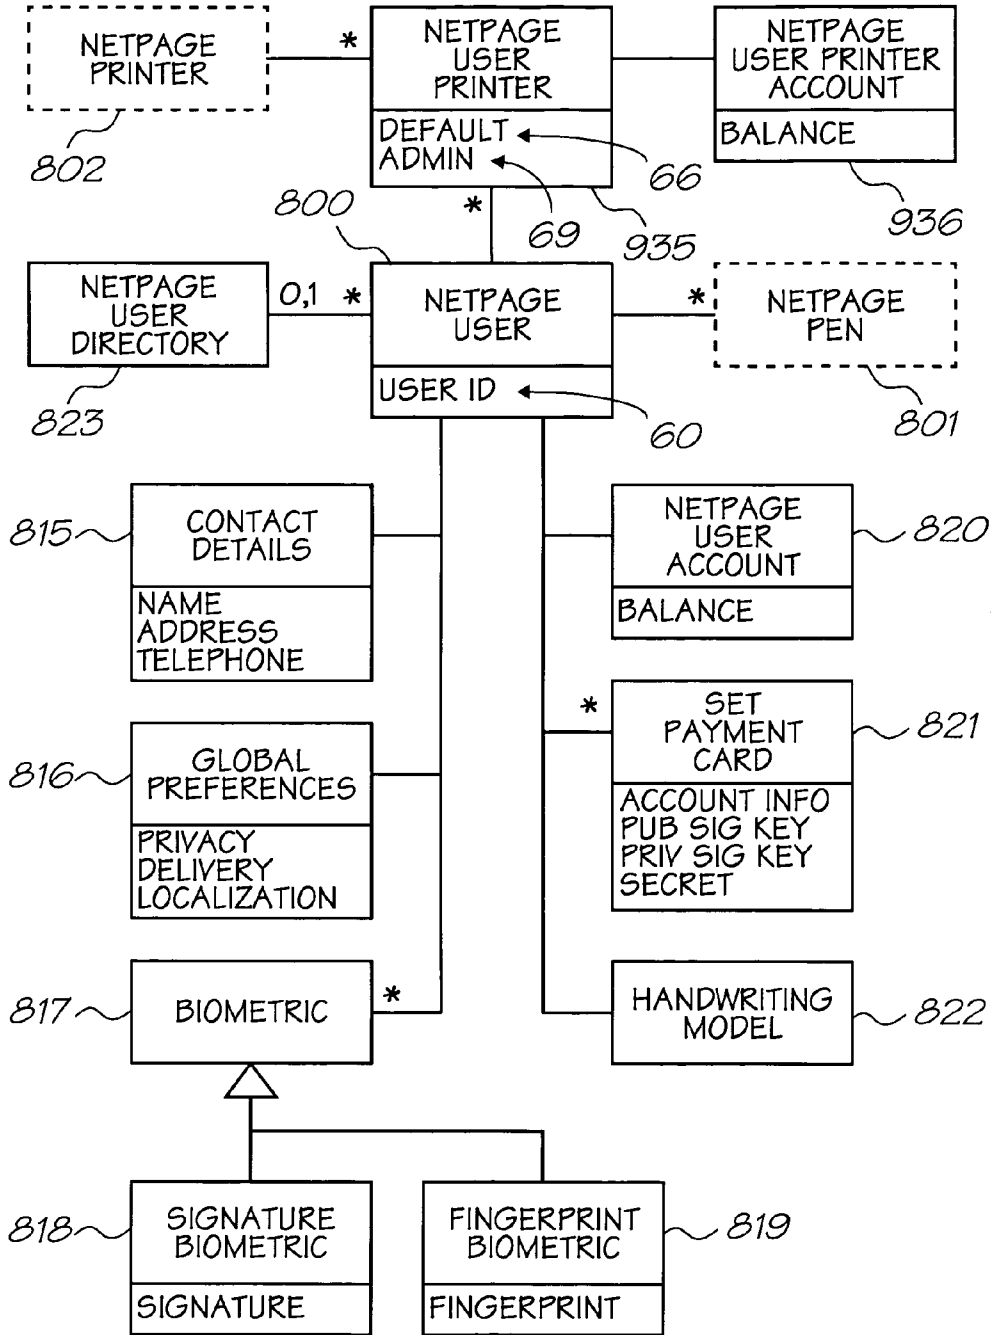 NETPAGE
PRINTER
802
*
NETPAGE
USER
PRINTER
DEFAULT
ADMIN
66
69
935
NETPAGE
USER PRINTER
ACCOUNT
BALANCE
936
*
800
NETPAGE
USER
DIRECTORY
823
0,1 *
NETPAGE
USER
USER ID
60
*
NETPAGE
PEN
801
815
CONTACT
DETAILS
NAME
ADDRESS
TELEPHONE
NETPAGE
USER
ACCOUNT
BALANCE
820
816
GLOBAL
PREFERENCES
PRIVACY
DELIVERY
LOCALIZATION
*
SET
PAYMENT
CARD
ACCOUNT INFO
PUB SIG KEY
PRIV SIG KEY
SECRET
821
817
BIOMETRIC
*
HANDWRITING
MODEL
822
818
SIGNATURE
BIOMETRIC
SIGNATURE
FINGERPRINT
BIOMETRIC
FINGERPRINT
819